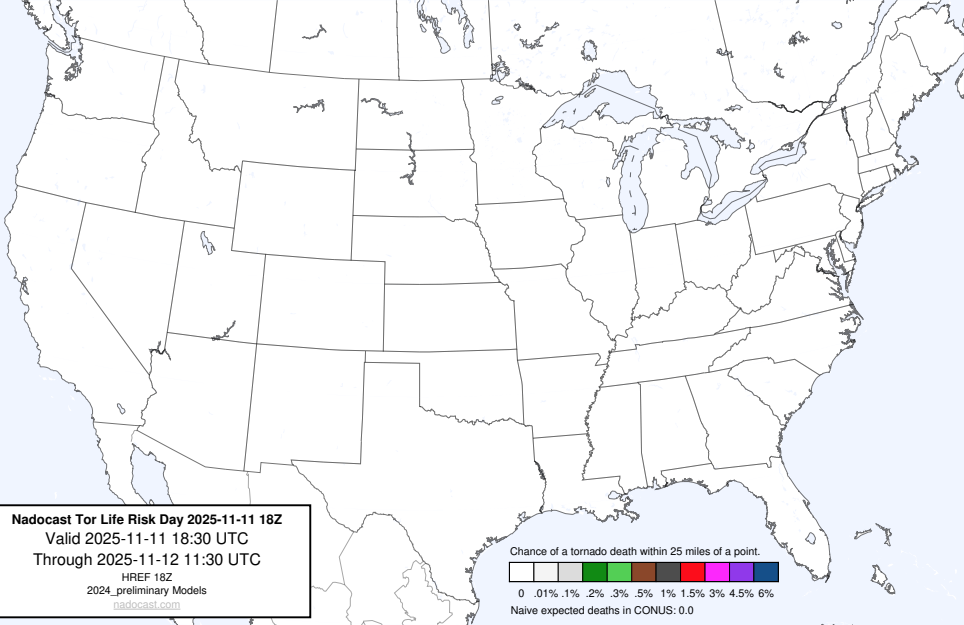 Nadocast Tor Life Risk Day 2025-11-11 18Z
Valid 2025-11-11 18:30 UTC
Through 2025-11-12 11:30 UTC
HREF 18Z
2024_preliminary Models
nadocast.com
Chance of a tornado death within 25 miles of a point.
0 .01% .1% .2% .3% .5% 1% 1.5% 3% 4.5% 6%
Naive expected deaths in CONUS: 0.0